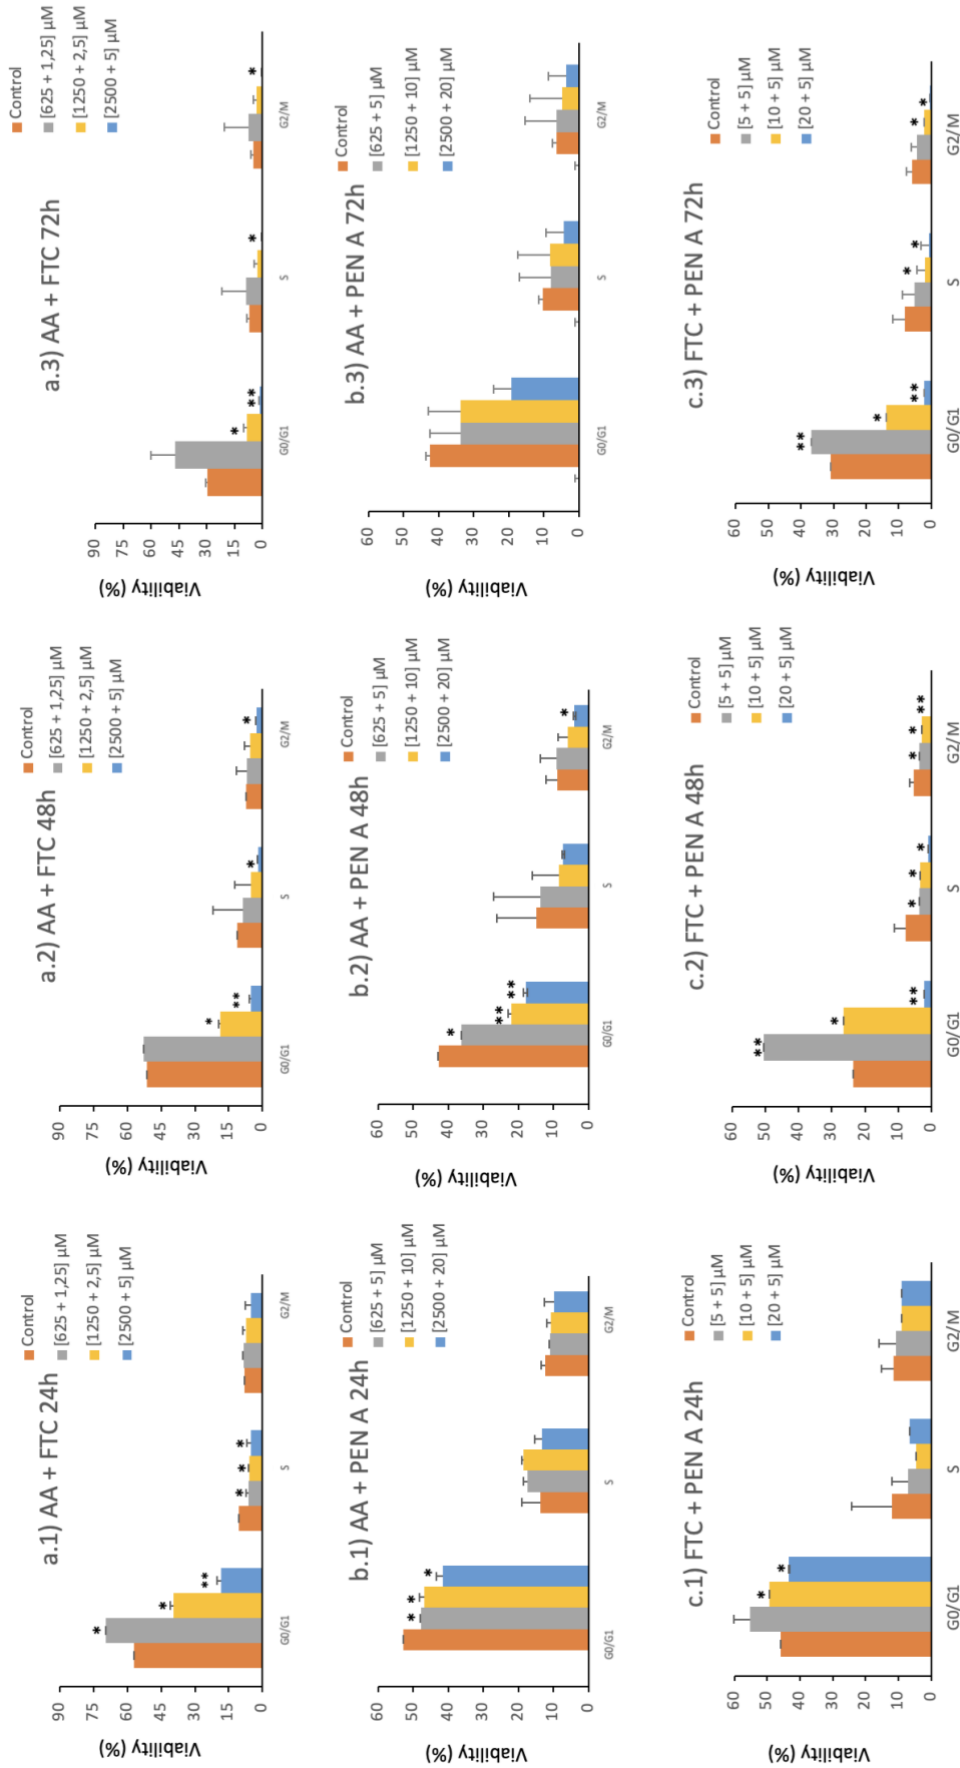 a.1) AA + FTC 24h
Control
[625 + 1,25] µM
[1250 + 2,5] µM
[2500 + 5] µM
Viability (%)
90
75
60
45
30
15
0
*
*
**
*
*
*
G0/G1
S
G2/M
a.2) AA + FTC 48h
Control
[625 + 1,25] µM
[1250 + 2,5] µM
[2500 + 5] µM
Viability (%)
90
75
60
45
30
15
0
*
**
*
*
G0/G1
S
G2/M
a.3) AA + FTC 72h
Control
[625 + 1,25] µM
[1250 + 2,5] µM
[2500 + 5] µM
Viability (%)
90
75
60
45
30
15
0
*
**
*
*
G0/G1
S
G2/M
b.1) AA + PEN A 24h
Control
[625 + 5] µM
[1250 + 10] µM
[2500 + 20] µM
Viability (%)
60
50
40
30
20
10
0
*
*
*
G0/G1
S
G2/M
b.2) AA + PEN A 48h
Control
[625 + 5] µM
[1250 + 10] µM
[2500 + 20] µM
Viability (%)
60
50
40
30
20
10
0
*
**
**
*
G0/G1
S
G2/M
b.3) AA + PEN A 72h
Control
[625 + 5] µM
[1250 + 10] µM
[2500 + 20] µM
Viability (%)
60
50
40
30
20
10
0
G0/G1
S
G2/M
c.1) FTC + PEN A 24h
Control
[5 + 5] µM
[10 + 5] µM
[20 + 5] µM
Viability (%)
60
50
40
30
20
10
0
*
*
G0/G1
S
G2/M
c.2) FTC + PEN A 48h
Control
[5 + 5] µM
[10 + 5] µM
[20 + 5] µM
Viability (%)
60
50
40
30
20
10
0
**
*
**
*
*
*
*
*
**
G0/G1
S
G2/M
c.3) FTC + PEN A 72h
Control
[5 + 5] µM
[10 + 5] µM
[20 + 5] µM
Viability (%)
60
50
40
30
20
10
0
**
*
**
*
*
*
*
G0/G1
S
G2/M